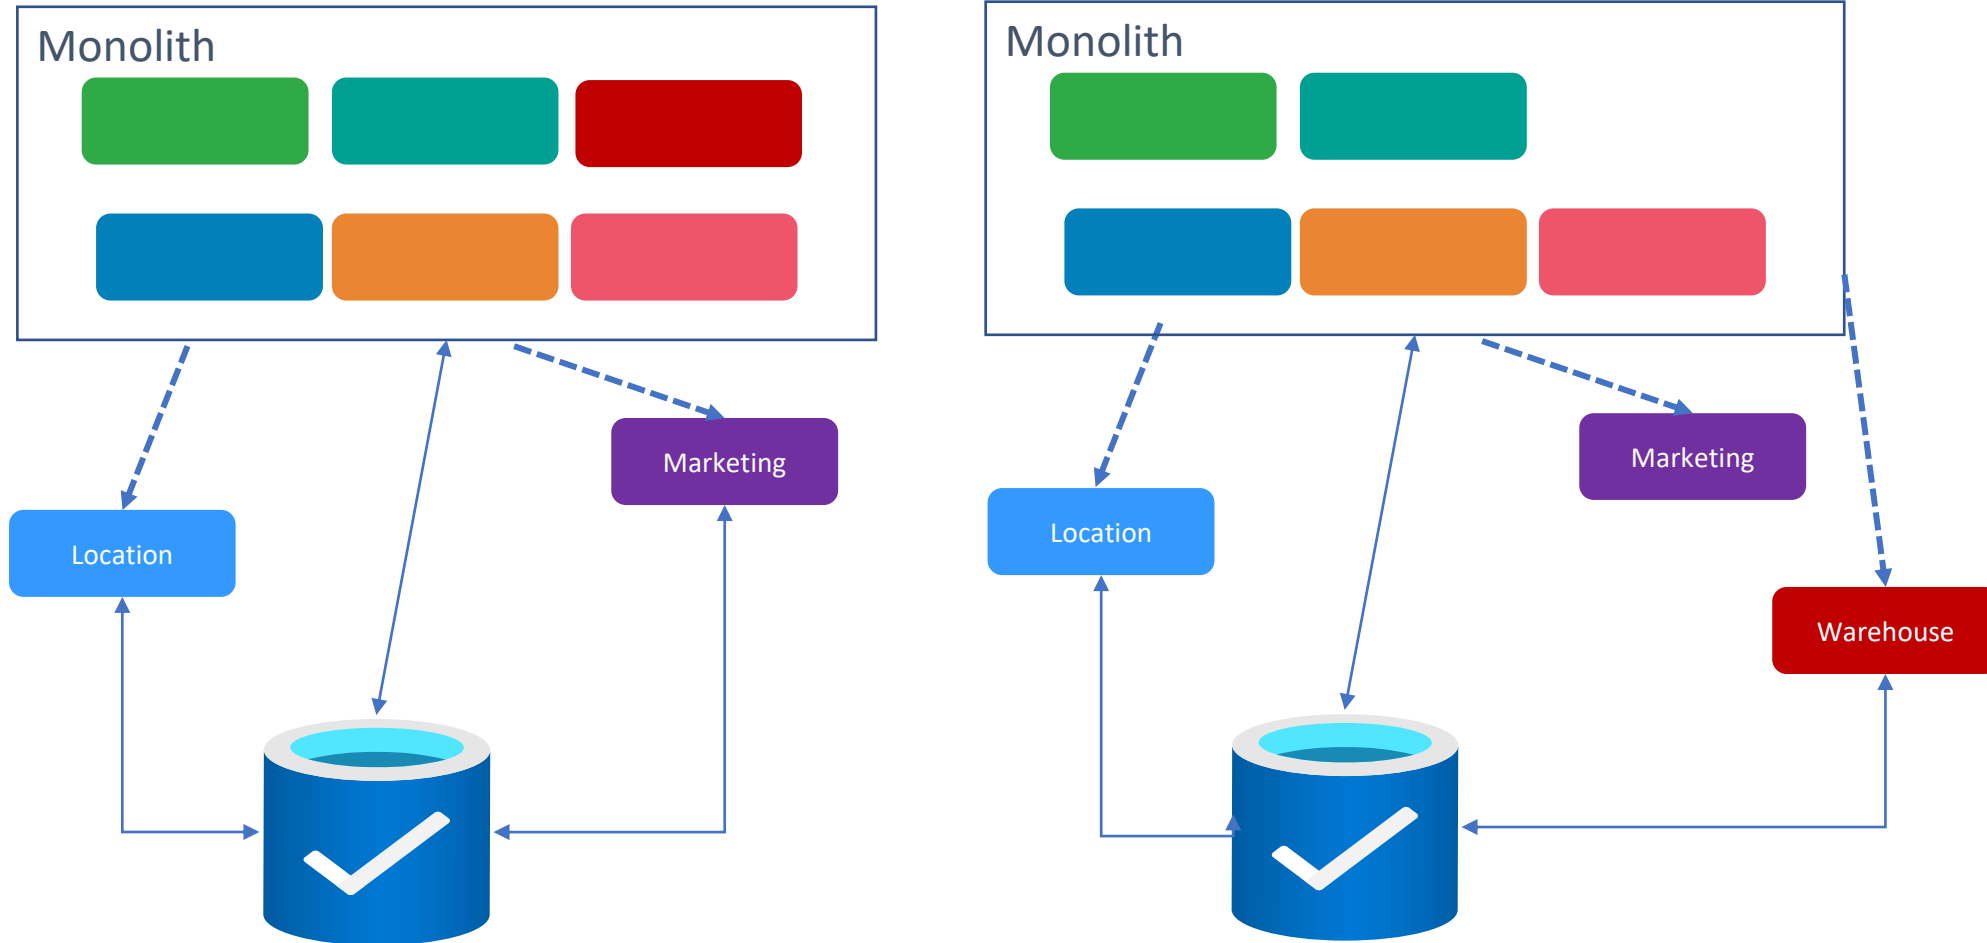 Monolith
Marketing
Location
Monolith
Marketing
Location
Warehouse